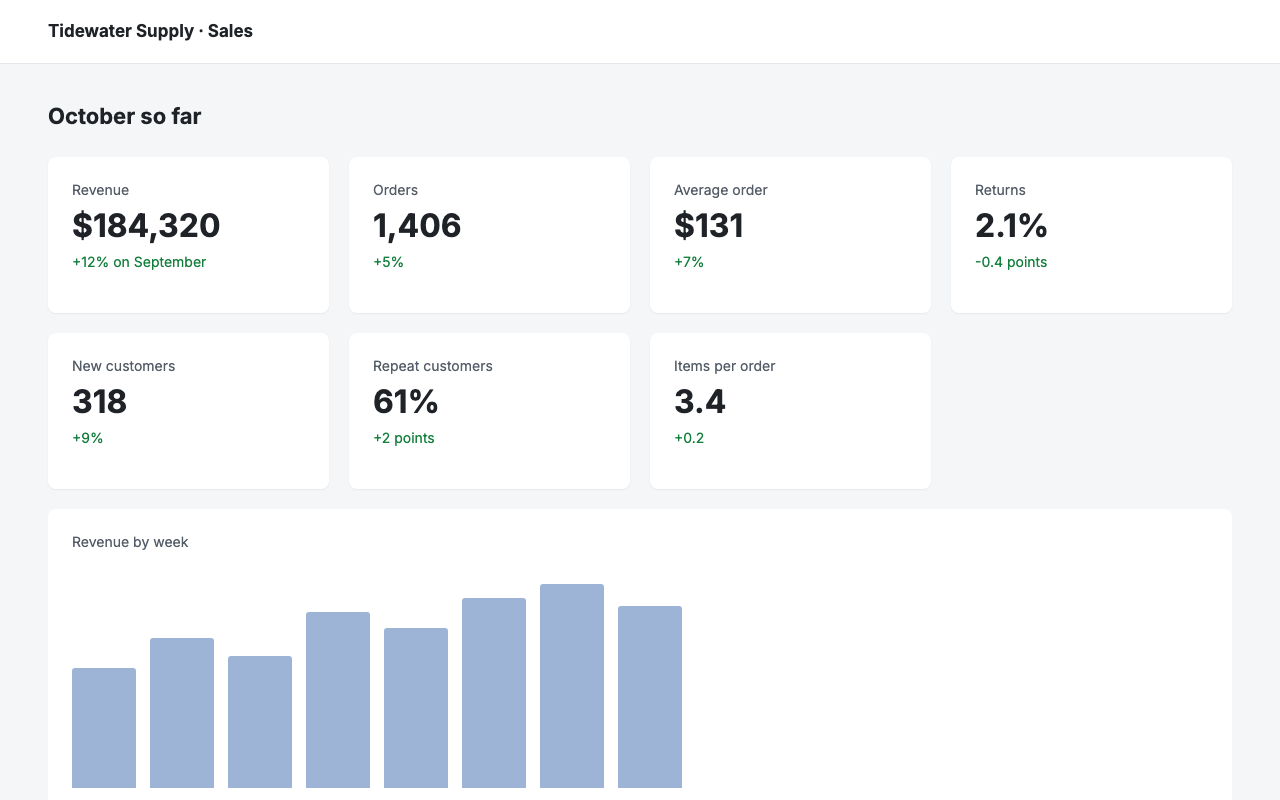 Tidewater Supply · Sales
October so far
Revenue
$184,320
+12% on September
Orders
1,406
+5%
Average order
$131
+7%
Returns
2.1%
-0.4 points
New customers
318
+9%
Repeat customers
61%
+2 points
Items per order
3.4
+0.2
Revenue by week